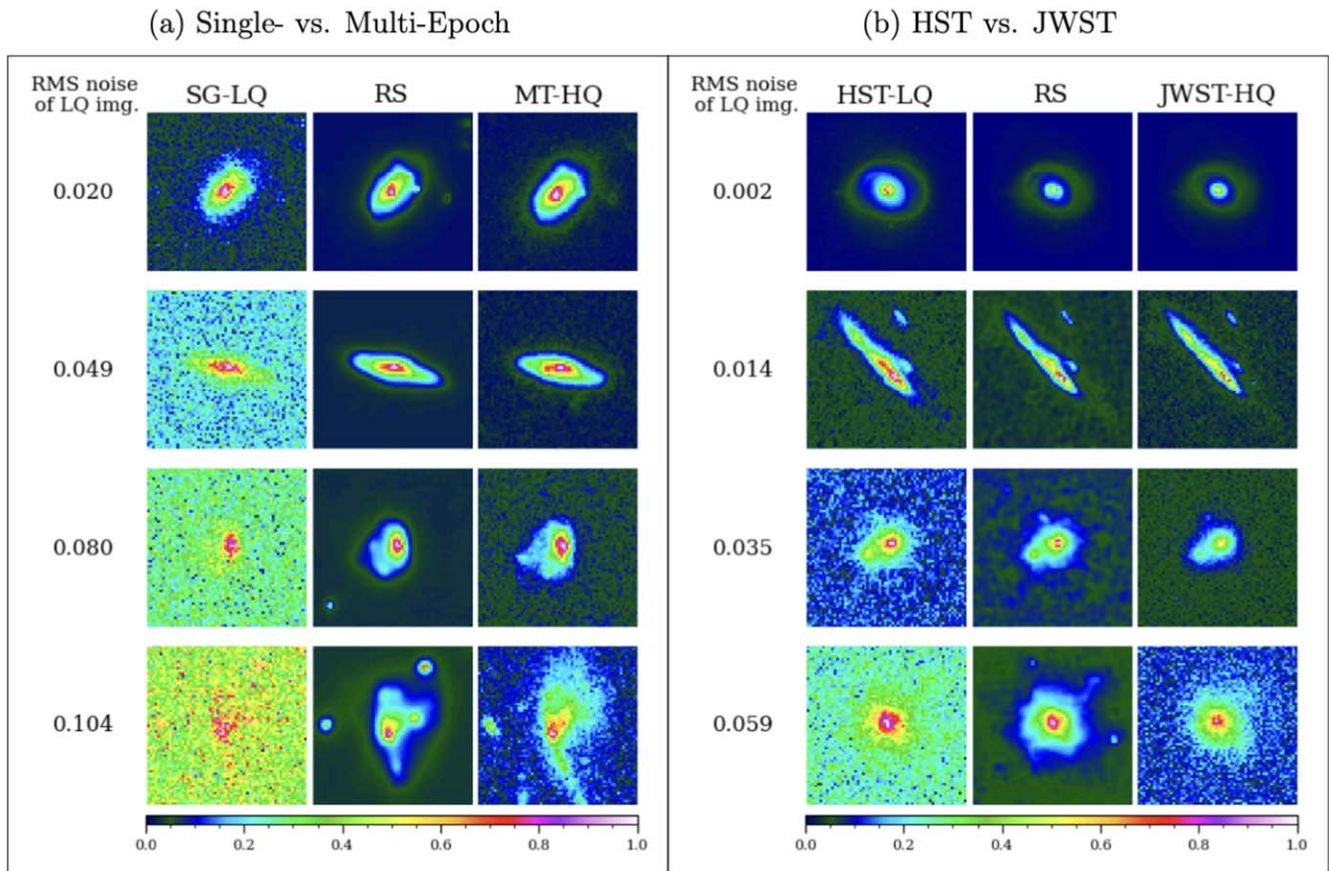 (a) Single- vs. Multi-Epoch
(b) HST vs. JWST
RMS noise
of LQ img.
SG-LQ RS MT-HQ
0.020
0.049
0.080
0.104
0.0 0.2 0.4 0.6 0.8 1.0
RMS noise
of LQ img.
HST-LQ RS JWST-HQ
0.002
0.014
0.035
0.059
0.0 0.2 0.4 0.6 0.8 1.0